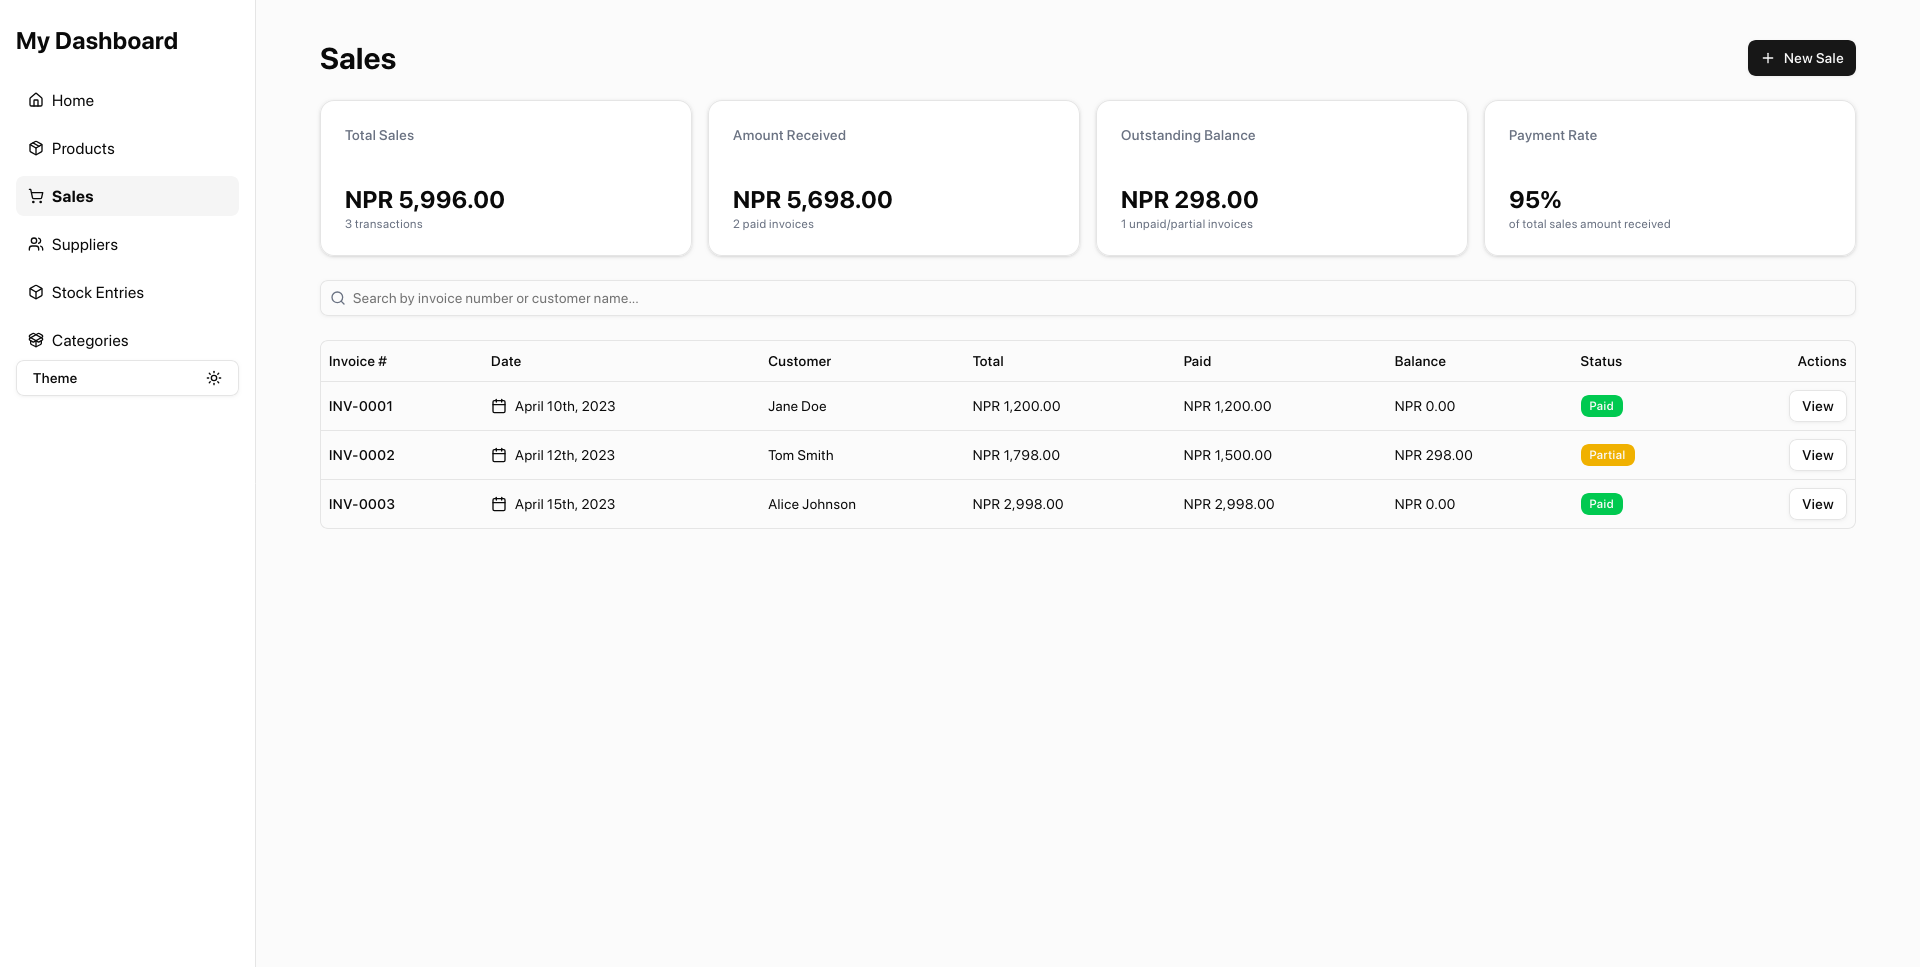 My Dashboard
Home
Products
Sales
Suppliers
Stock Entries
Categories
Theme
Sales
New Sale
Total Sales
NPR 5,996.00
3 transactions
Amount Received
NPR 5,698.00
2 paid invoices
Outstanding Balance
NPR 298.00
1 unpaid/partial invoices
Payment Rate
95%
of total sales amount received
Search by invoice number or customer name...
Invoice # Date Customer Total Paid Balance Status Actions
INV-0001 April 10th, 2023 Jane Doe NPR 1,200.00 NPR 1,200.00 NPR 0.00 Paid View
INV-0002 April 12th, 2023 Tom Smith NPR 1,798.00 NPR 1,500.00 NPR 298.00 Partial View
INV-0003 April 15th, 2023 Alice Johnson NPR 2,998.00 NPR 2,998.00 NPR 0.00 Paid View